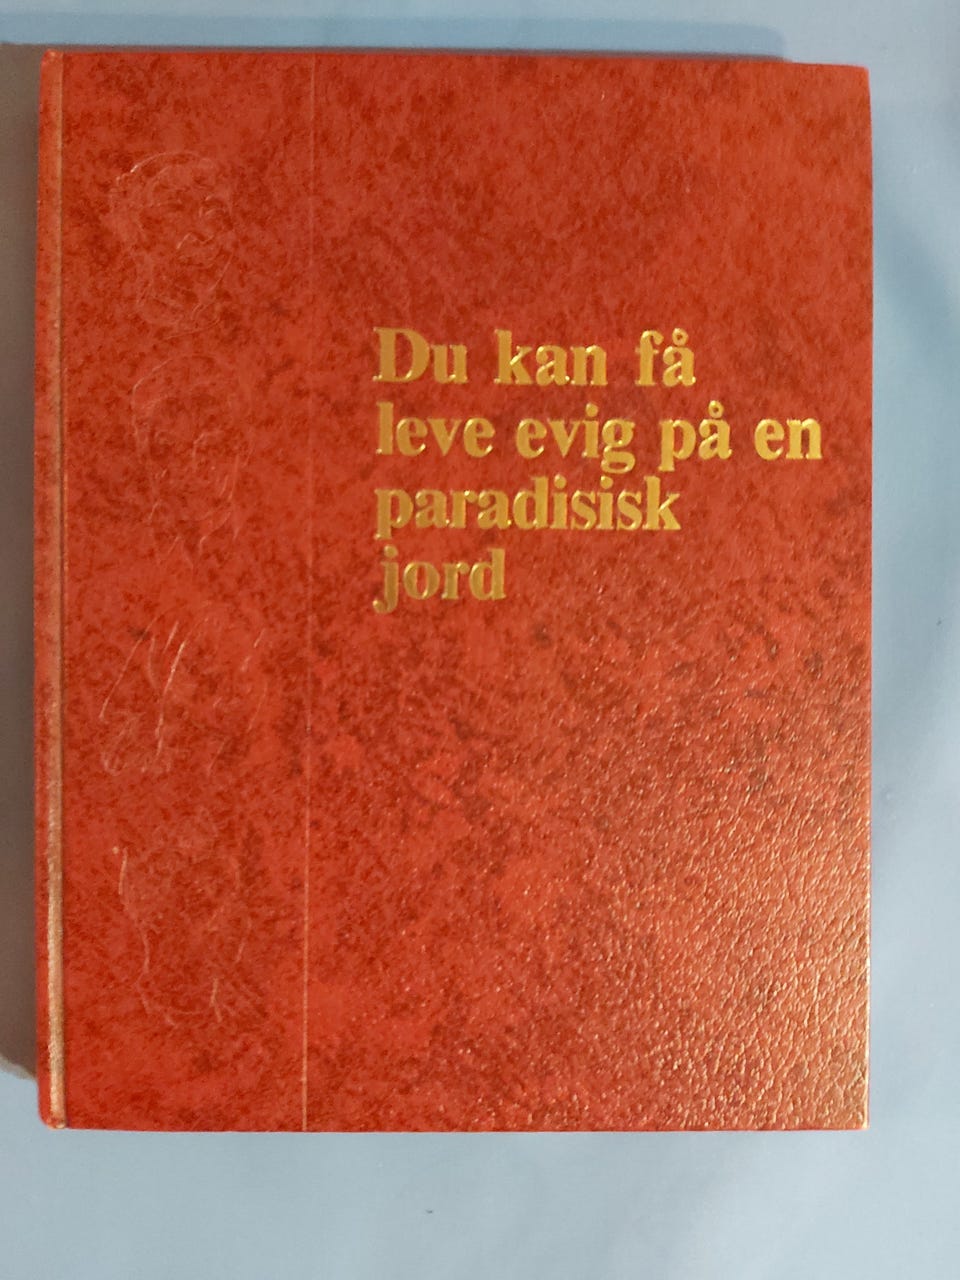 Du kan få
leve evig på en
paradisisk
jord